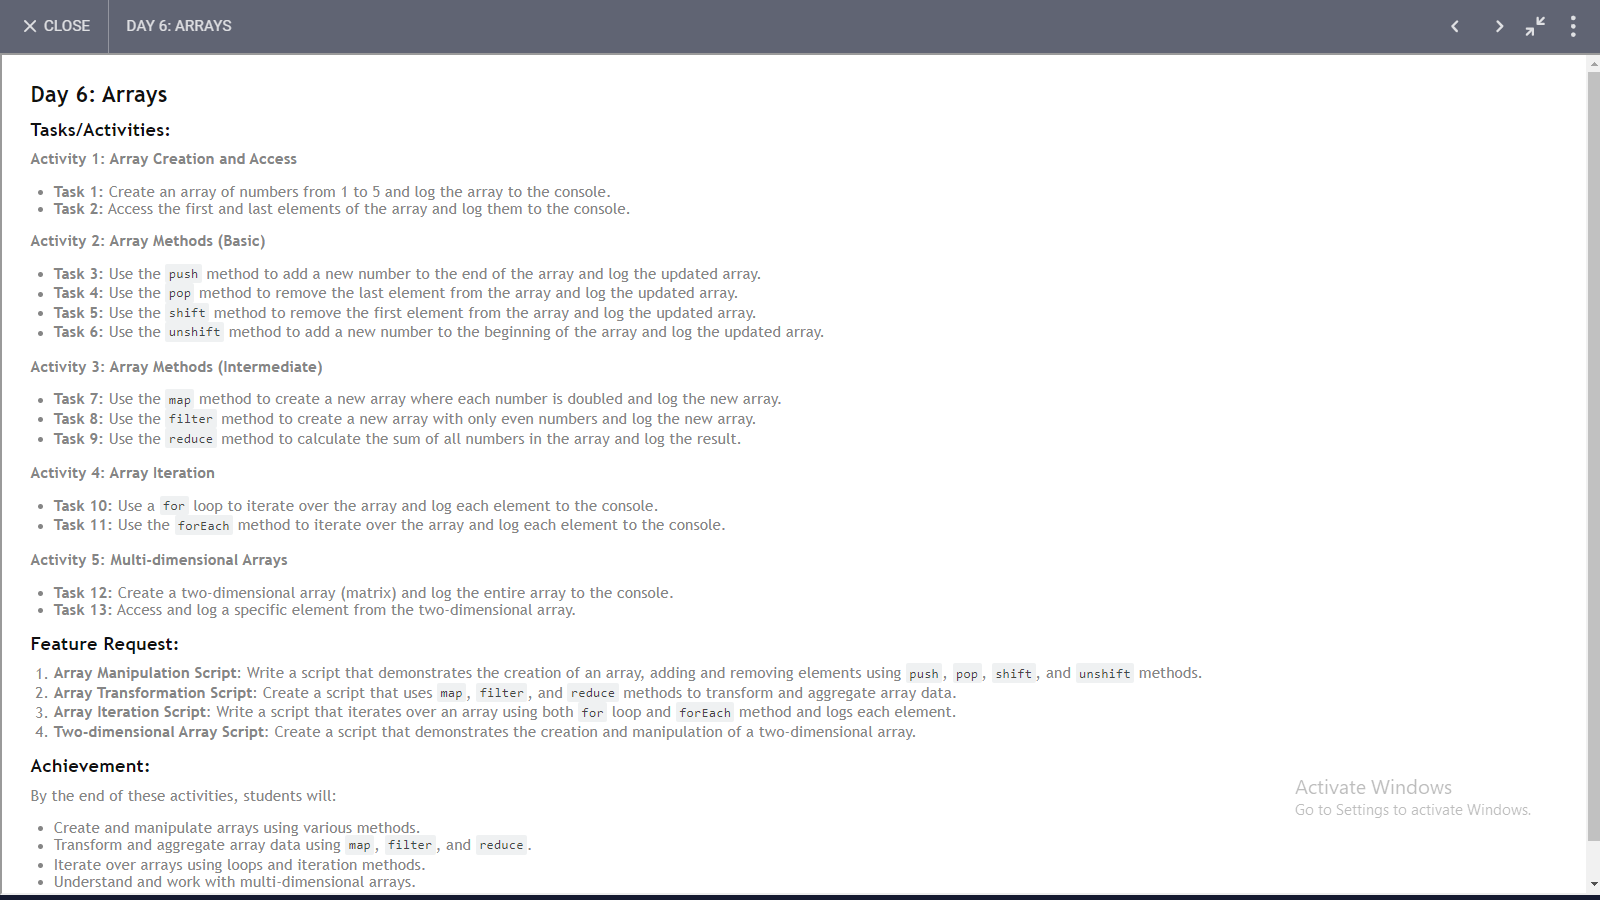 CLOSE
DAY 6: ARRAYS
Day 6: Arrays
Tasks/Activities:
Activity 1: Array Creation and Access
Task 1: Create an array of numbers from 1 to 5 and log the array to the console.
Task 2: Access the first and last elements of the array and log them to the console.
Activity 2: Array Methods (Basic)
Task 3: Use the push method to add a new number to the end of the array and log the updated array.
Task 4: Use the pop method to remove the last element from the array and log the updated array.
Task 5: Use the shift method to remove the first element from the array and log the updated array.
Task 6: Use the unshift method to add a new number to the beginning of the array and log the updated array.
Activity 3: Array Methods (Intermediate)
Task 7: Use the map method to create a new array where each number is doubled and log the new array.
Task 8: Use the filter method to create a new array with only even numbers and log the new array.
Task 9: Use the reduce method to calculate the sum of all numbers in the array and log the result.
Activity 4: Array Iteration
Task 10: Use a for loop to iterate over the array and log each element to the console.
Task 11: Use the forEach method to iterate over the array and log each element to the console.
Activity 5: Multi-dimensional Arrays
Task 12: Create a two-dimensional array (matrix) and log the entire array to the console.
Task 13: Access and log a specific element from the two-dimensional array.
Feature Request:
1. Array Manipulation Script: Write a script that demonstrates the creation of an array, adding and removing elements using push, pop, shift, and unshift methods.
2. Array Transformation Script: Create a script that uses map, filter, and reduce methods to transform and aggregate array data.
3. Array Iteration Script: Write a script that iterates over an array using both for loop and forEach method and logs each element.
4. Two-dimensional Array Script: Create a script that demonstrates the creation and manipulation of a two-dimensional array.
Achievement:
By the end of these activities, students will:
Create and manipulate arrays using various methods.
Transform and aggregate array data using map, filter, and reduce.
Iterate over arrays using loops and iteration methods.
Understand and work with multi-dimensional arrays.
Activate Windows
Go to Settings to activate Windows.